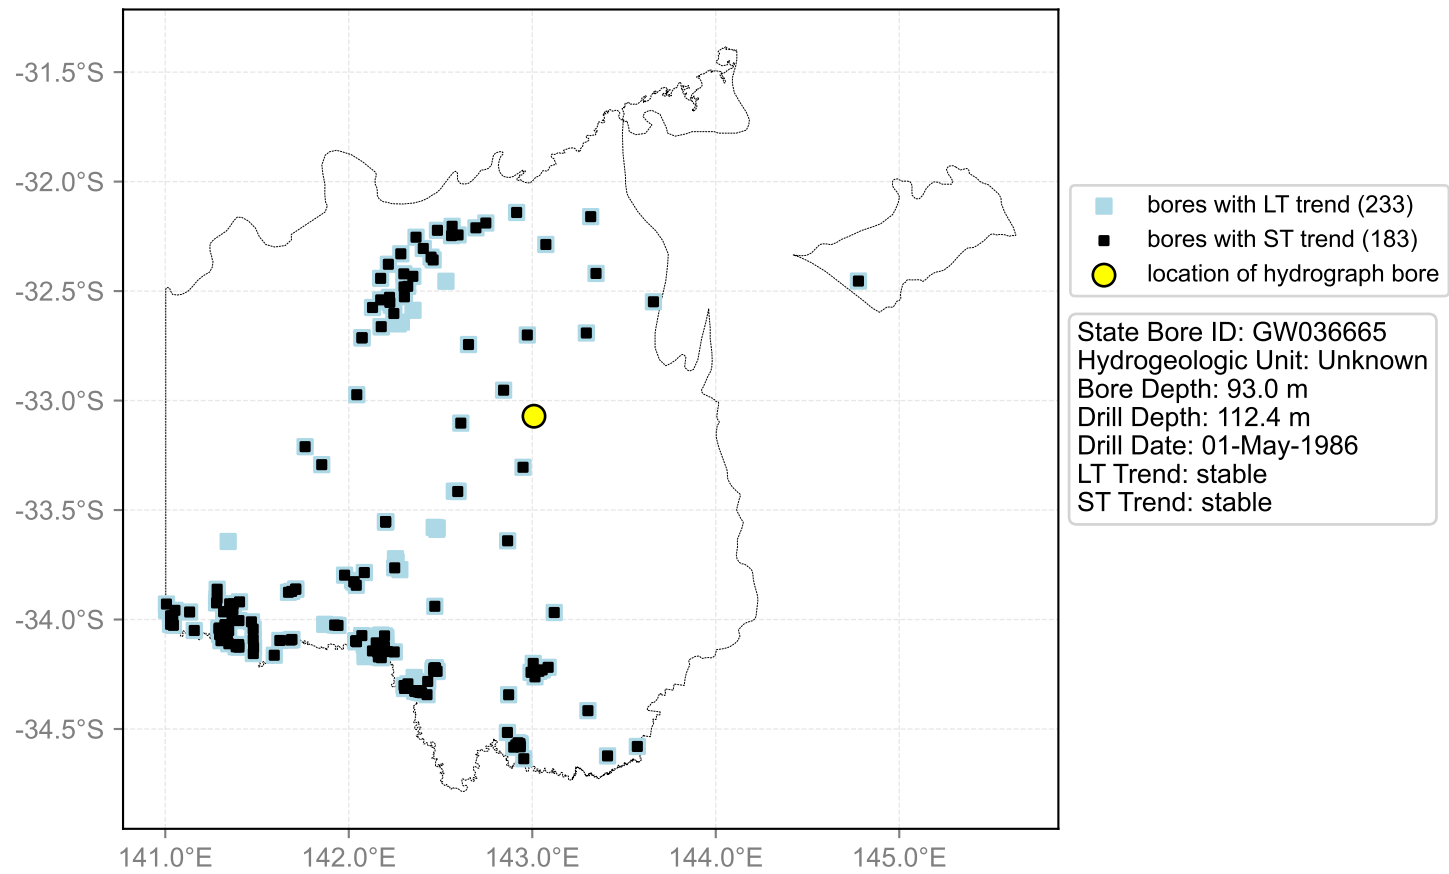 -31.5°S
-32.0°S
-32.5°S
-33.0°S
-33.5°S
-34.0°S
-34.5°S
141.0°E
142.0°E
143.0°E
144.0°E
145.0°E
bores with LT trend (233)
bores with ST trend (183)
location of hydrograph bore
State Bore ID: GW036665
Hydrogeologic Unit: Unknown
Bore Depth: 93.0 m
Drill Depth: 112.4 m
Drill Date: 01-May-1986
LT Trend: stable
ST Trend: stable